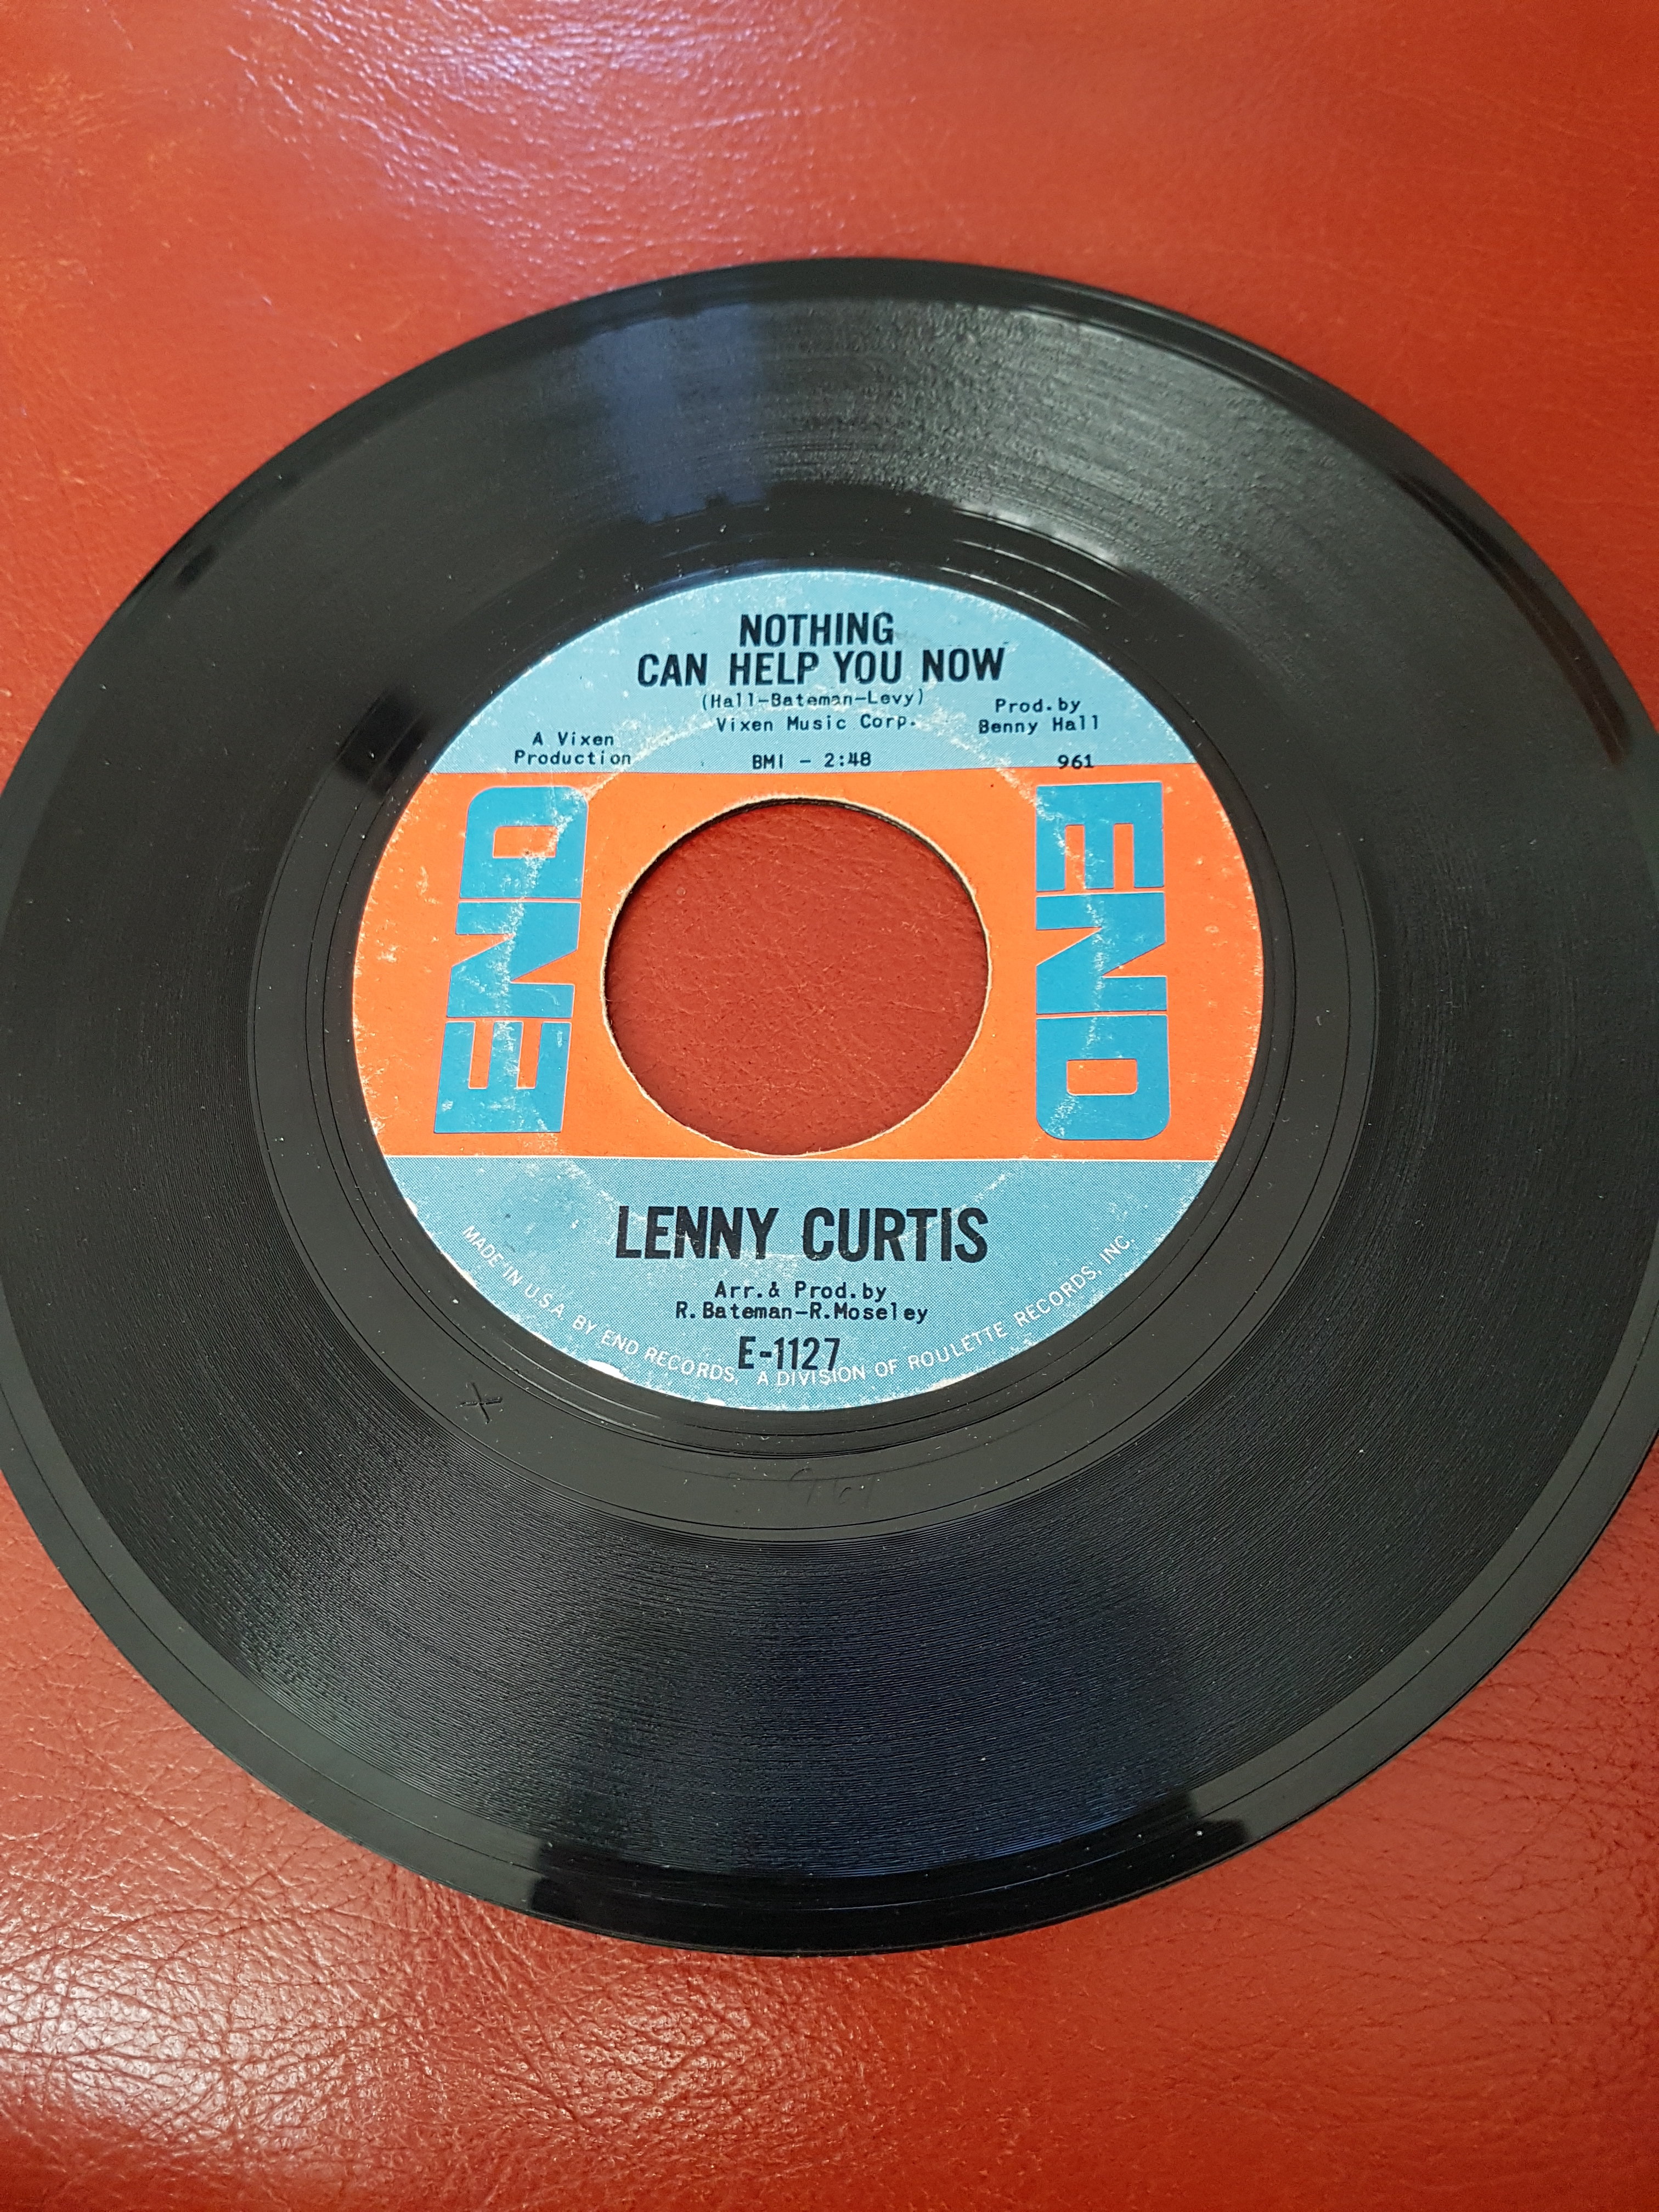 NOTHING
CAN HELP YOU NOW
(Hall-Bateman-Levy)
Vixen Music Corp.
Prod.by
Benny Hall
A Vixen
Production
BMI - 2:48
961
END
END
LENNY CURTIS
Arr.& Prod.by
R.Bateman-R.Moseley
E-1127
MADE IN U.S.A. BY END RECORDS, A DIVISION OF ROULETTE RECORDS, INC.